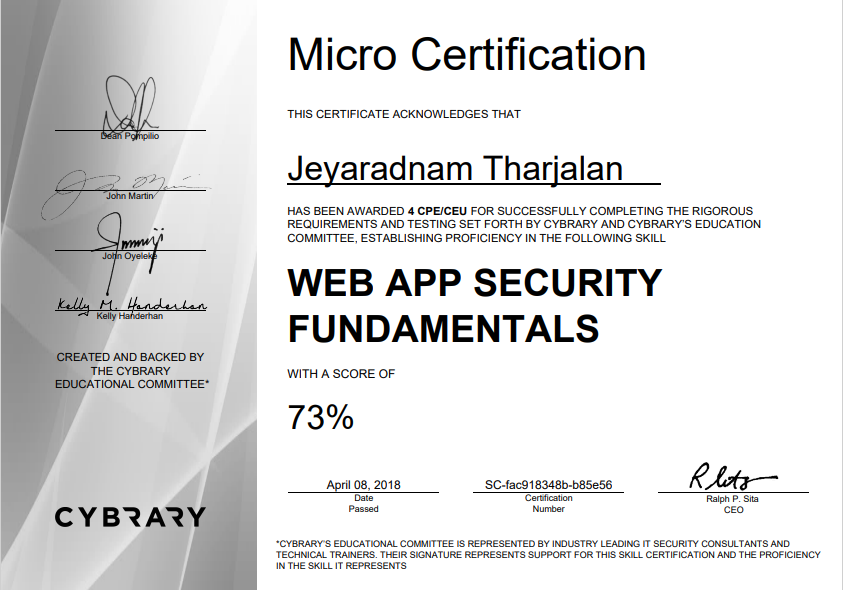 Micro Certification
THIS CERTIFICATE ACKNOWLEDGES THAT
Jeyaradnam Tharjalan
HAS BEEN AWARDED 4 CPE/CEU FOR SUCCESSFULLY COMPLETING THE RIGOROUS
REQUIREMENTS AND TESTING SET FORTH BY CYBRARY AND CYBRARY'S EDUCATION
COMMITTEE, ESTABLISHING PROFICIENCY IN THE FOLLOWING SKILL
WEB APP SECURITY
FUNDAMENTALS
WITH A SCORE OF
73%
April 08, 2018
Date
Passed
SC-fac918348b-b85e56
Certification
Number
Ralph P. Sita
CEO
*CYBRARY'S EDUCATIONAL COMMITTEE IS REPRESENTED BY INDUSTRY LEADING IT SECURITY CONSULTANTS AND
TECHNICAL TRAINERS. THEIR SIGNATURE REPRESENTS SUPPORT FOR THIS SKILL CERTIFICATION AND THE PROFICIENCY
IN THE SKILL IT REPRESENTS
Dean Pompilio
John Martin
John Oyeleke
Kelly M. Handerhan
Kelly Handerhan
CREATED AND BACKED BY
THE CYBRARY
EDUCATIONAL COMMITTEE*
CYBRARY